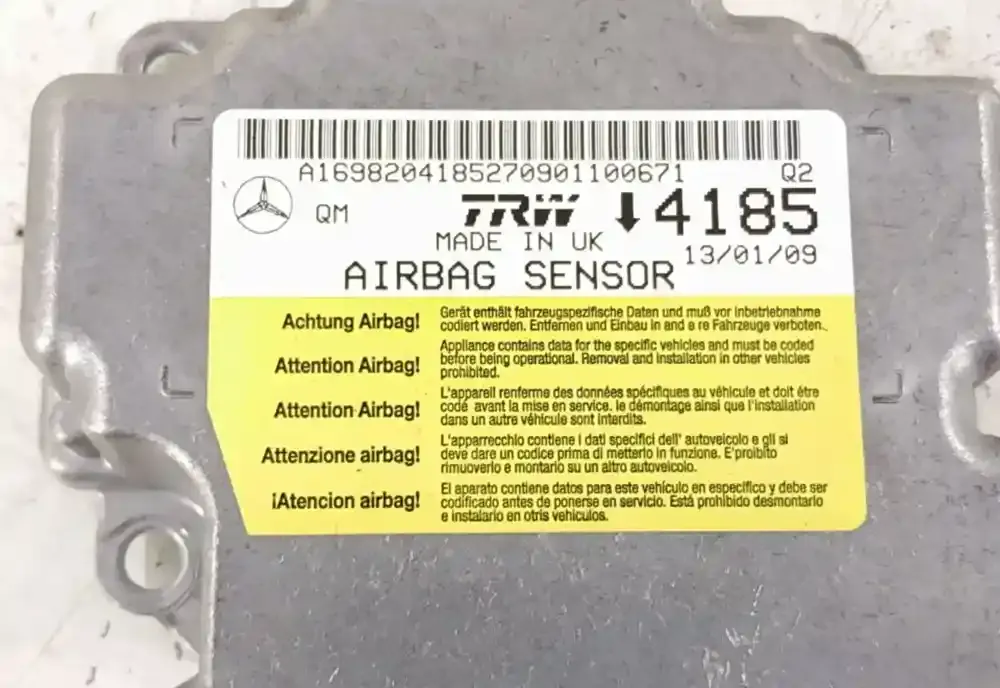 A1698204185270901100671 Q2
QM TRW 4185
MADE IN UK 13/01/09
AIRBAG SENSOR
Achtung Airbag!
Gerät enthält fahrzeugspezifische Daten und muß vor Inbetriebnahme
codiert werden. Entfernen und Einbau in and e re Fahrzeuge verboten.
Attention Airbag!
Appliance contains data for the specific vehicles and must be coded
before being operational. Removal and installation in other vehicles
prohibited.
Attention Airbag!
L'appareil renferme des données spécifiques au véhicule et doit étre
codé avant la mise en service. le démontage ainsi que l'installation
dans un autre véhicule sont interdits.
Attenzione airbag!
L'apparrecchio contiene i dati specifici dell' autoveicolo e gli si
deve dare un codice prima di metterlo in funzione. E'proibito
rimuoverlo e montarlo su un altro autoveicolo.
¡Atencion airbag!
El aparato contiene datos para este vehículo en específico y debe ser
codificado antes de ponerse en servicio. Está prohibido desmontarlo
e instalarlo en otris vehículos.